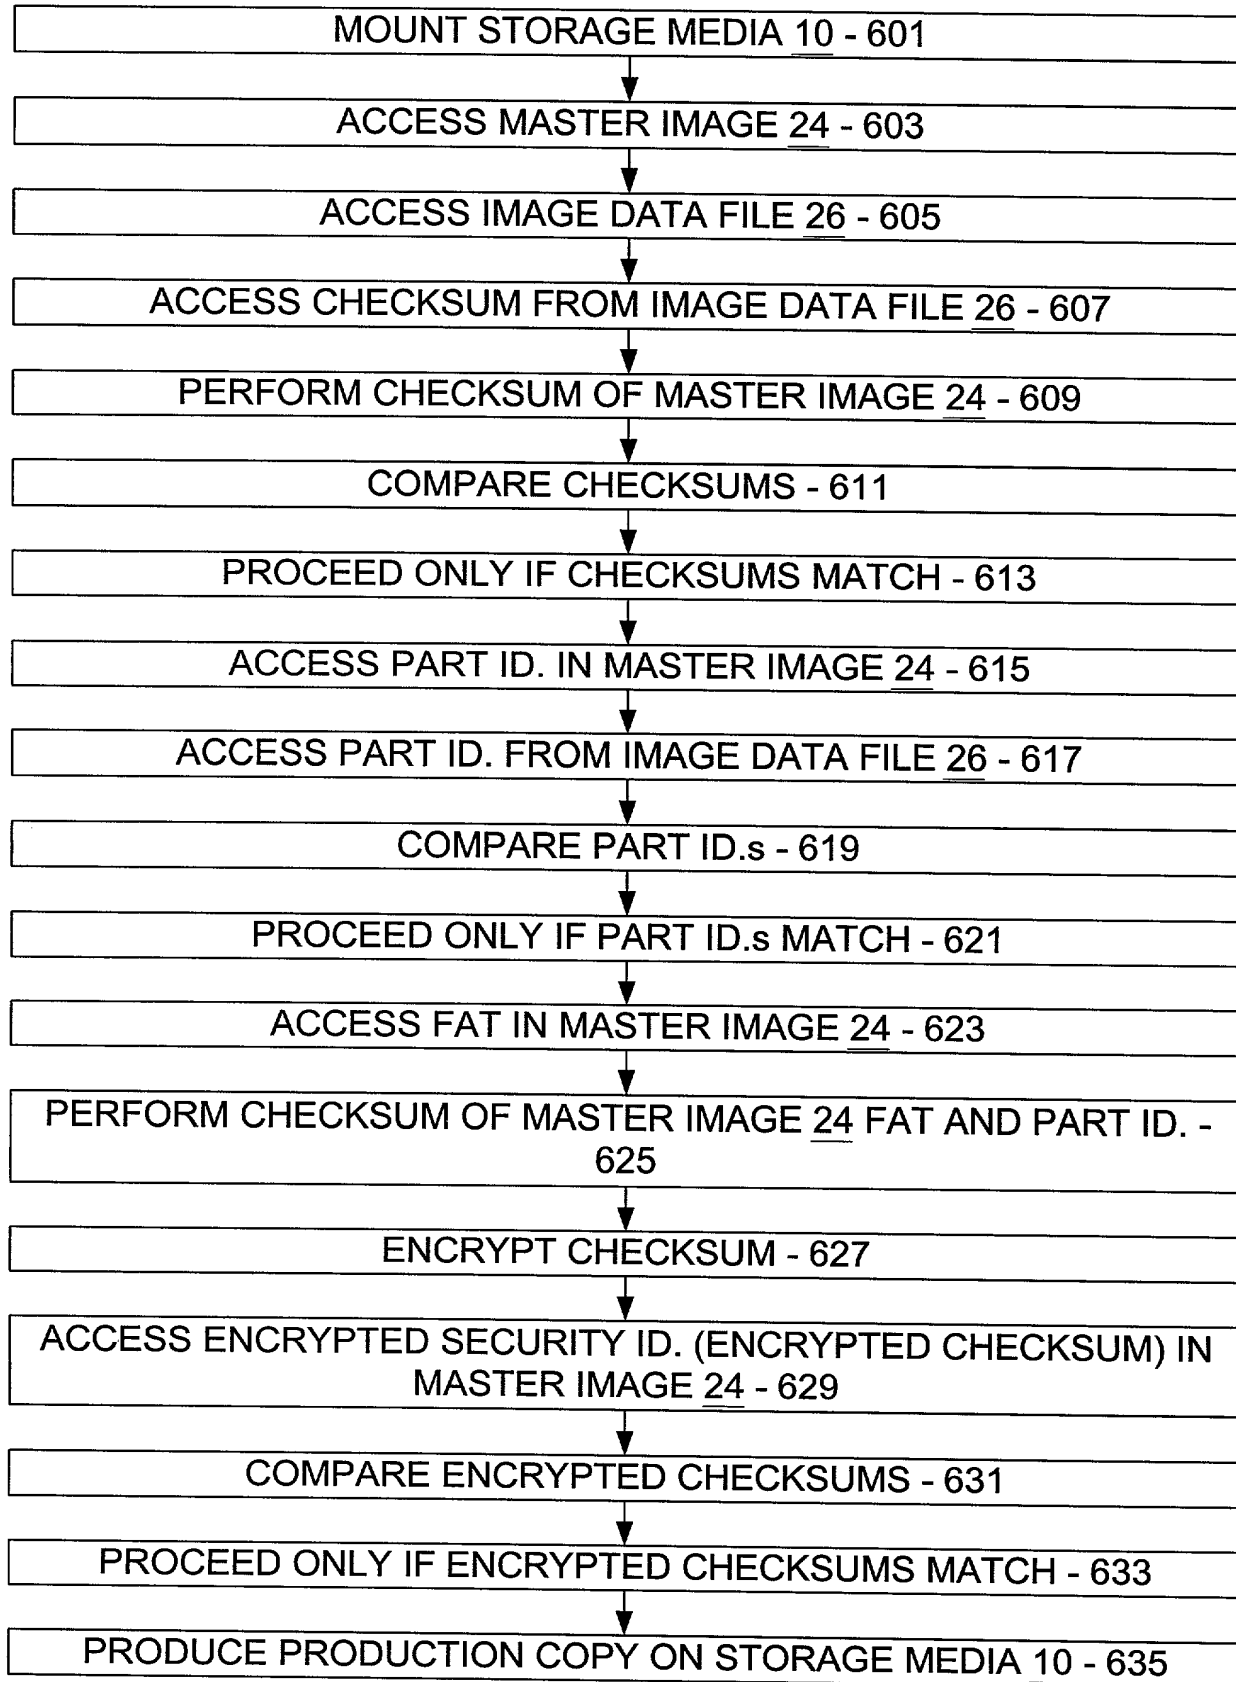 MOUNT STORAGE MEDIA 10 - 601
ACCESS MASTER IMAGE 24 - 603
ACCESS IMAGE DATA FILE 26 - 605
ACCESS CHECKSUM FROM IMAGE DATA FILE 26 - 607
PERFORM CHECKSUM OF MASTER IMAGE 24 - 609
COMPARE CHECKSUMS - 611
PROCEED ONLY IF CHECKSUMS MATCH - 613
ACCESS PART ID. IN MASTER IMAGE 24 - 615
ACCESS PART ID. FROM IMAGE DATA FILE 26 - 617
COMPARE PART ID.s - 619
PROCEED ONLY IF PART ID.s MATCH - 621
ACCESS FAT IN MASTER IMAGE 24 - 623
PERFORM CHECKSUM OF MASTER IMAGE 24 FAT AND PART ID. -
625
ENCRYPT CHECKSUM - 627
ACCESS ENCRYPTED SECURITY ID. (ENCRYPTED CHECKSUM) IN
MASTER IMAGE 24 - 629
COMPARE ENCRYPTED CHECKSUMS - 631
PROCEED ONLY IF ENCRYPTED CHECKSUMS MATCH - 633
PRODUCE PRODUCTION COPY ON STORAGE MEDIA 10 - 635